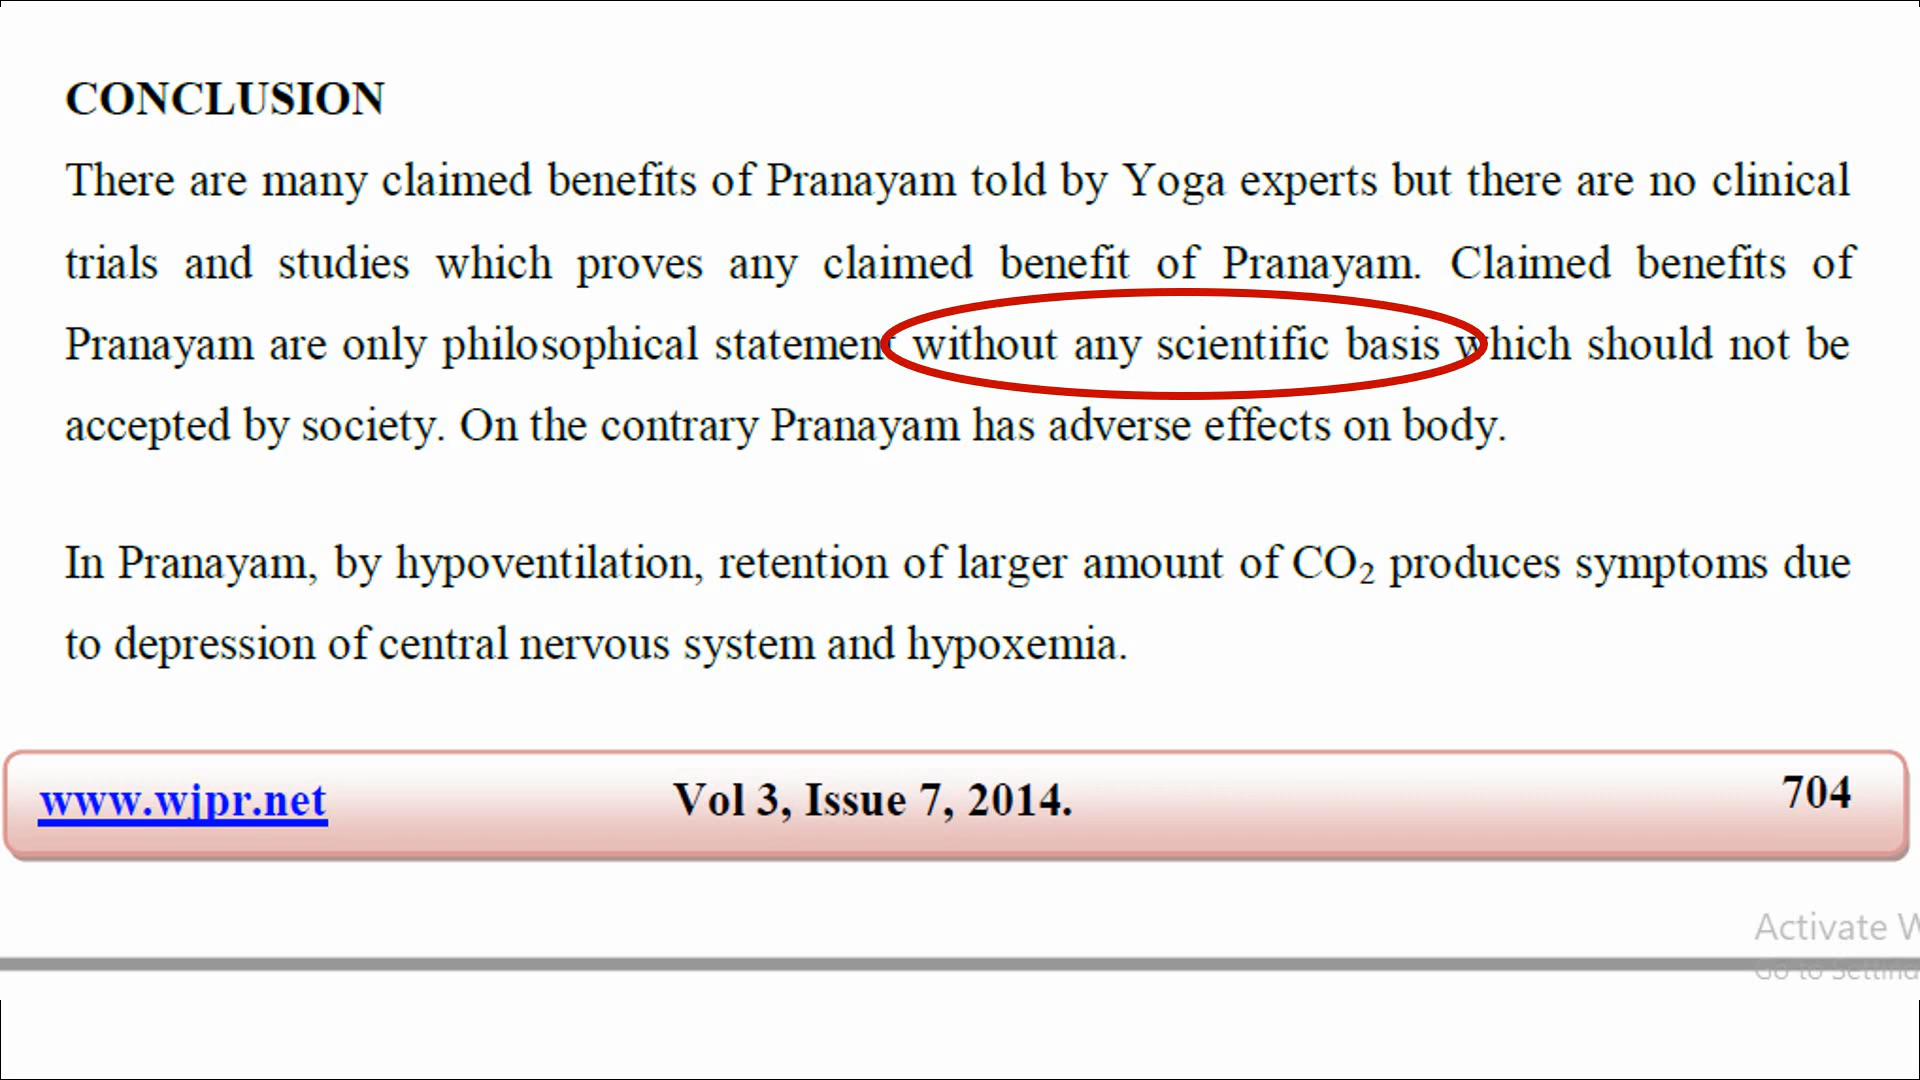 CONCLUSION
There are many claimed benefits of Pranayam told by Yoga experts but there are no clinical
trials and studies which proves any claimed benefit of Pranayam. Claimed benefits of
Pranayam are only philosophical statement without any scientific basis which should not be
accepted by society. On the contrary Pranayam has adverse effects on body.
In Pranayam, by hypoventilation, retention of larger amount of CO₂ produces symptoms due
to depression of central nervous system and hypoxemia.
www.wjpr.net Vol 3, Issue 7, 2014. 704
Activate W
Go to Setting